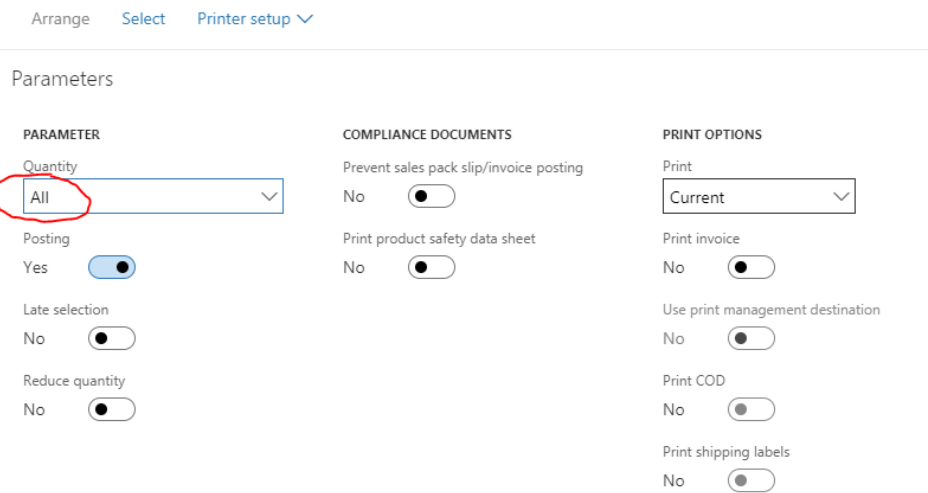 Arrange Select Printer setup
Parameters
PARAMETER
Quantity
All
Posting
Yes
Late selection
No
Reduce quantity
No
COMPLIANCE DOCUMENTS
Prevent sales pack slip/invoice posting
No
Print product safety data sheet
No
PRINT OPTIONS
Print
Current
Print invoice
No
Use print management destination
No
Print COD
No
Print shipping labels
No